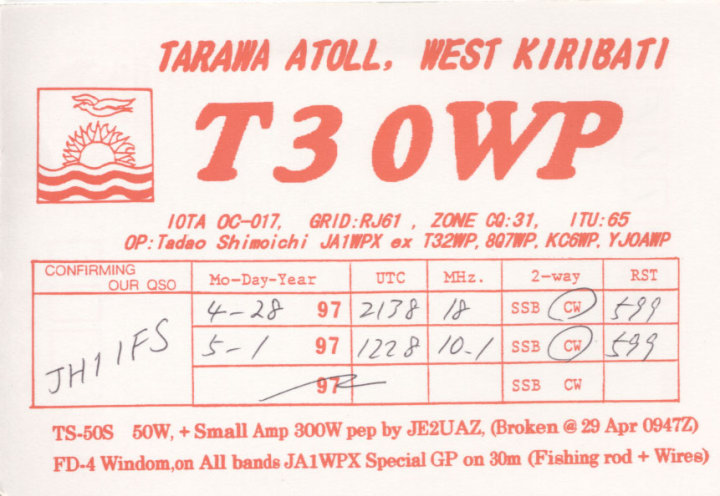 TARAWA ATOLL, WEST KIRIBATI
T30WP
IOTA OC-017, GRID:RJ61 , ZONE CQ:31, ITU:65
OP:Tadao Shimoichi JA1WPX ex T32WP, 8Q7WP, KC6WP, YJ0AWP
CONFIRMING OUR QSO Mo-Day-Year UTC MHz. 2-way RST
JH1IFS 4-28 97 2138 18 SSB CW 599
5-1 97 1228 10.1 SSB CW 599
97 SSB CW
TS-50S 50W, + Small Amp 300W pep by JE2UAZ, (Broken @ 29 Apr 0947Z)
FD-4 Windom,on All bands JA1WPX Special GP on 30m (Fishing rod + Wires)